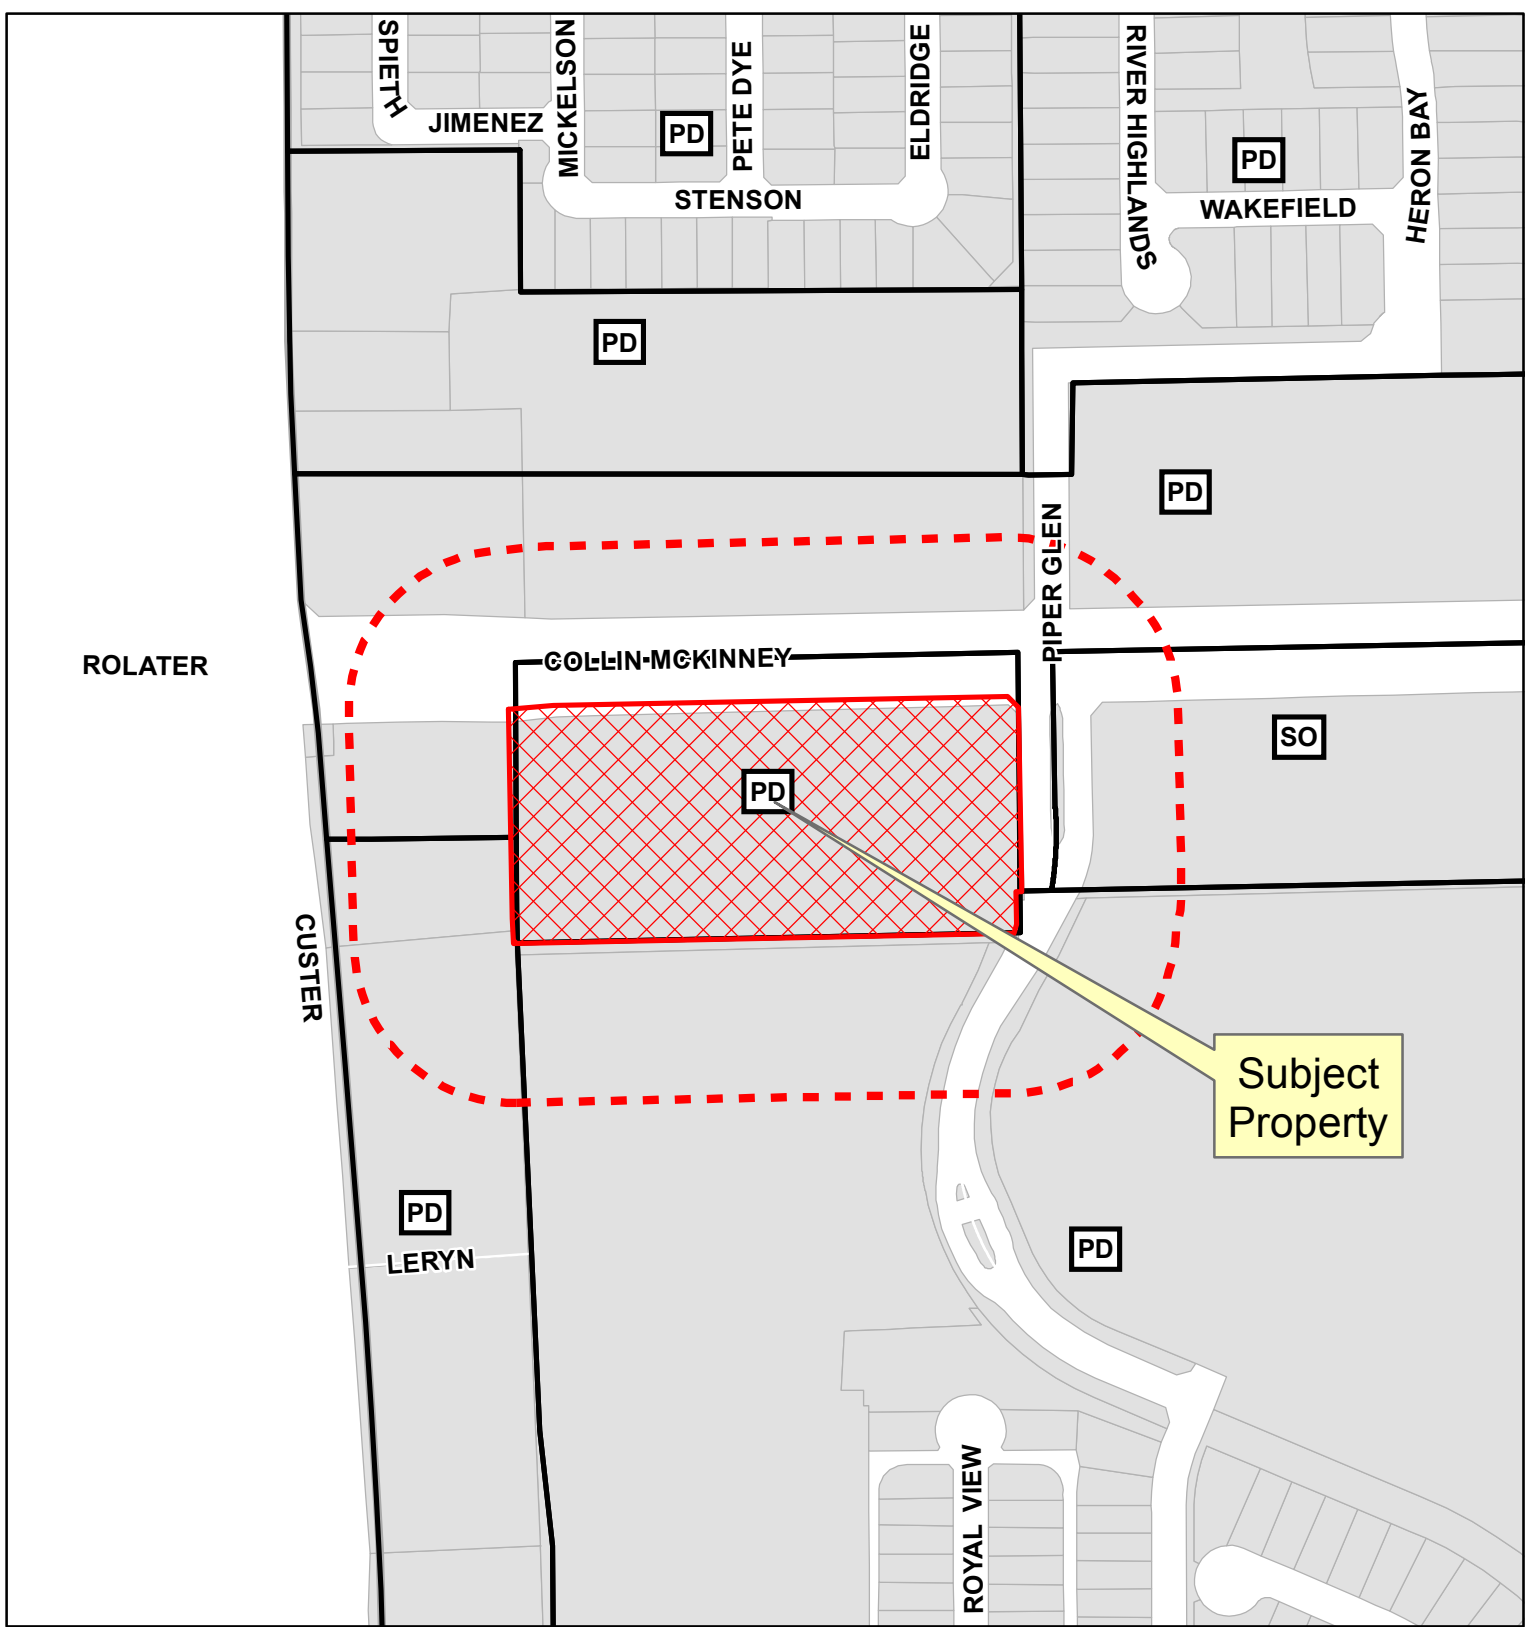 SPIETH
JIMENEZ
MICKELSON
PD
PETE DYE
ELDRIDGE
STENSON
RIVER HIGHLANDS
PD
WAKEFIELD
HERON BAY
PD
PD
PIPER GLEN
ROLATER
COLLIN MCKINNEY
SO
PD
CUSTER
Subject
Property
PD
LERYN
PD
ROYAL VIEW